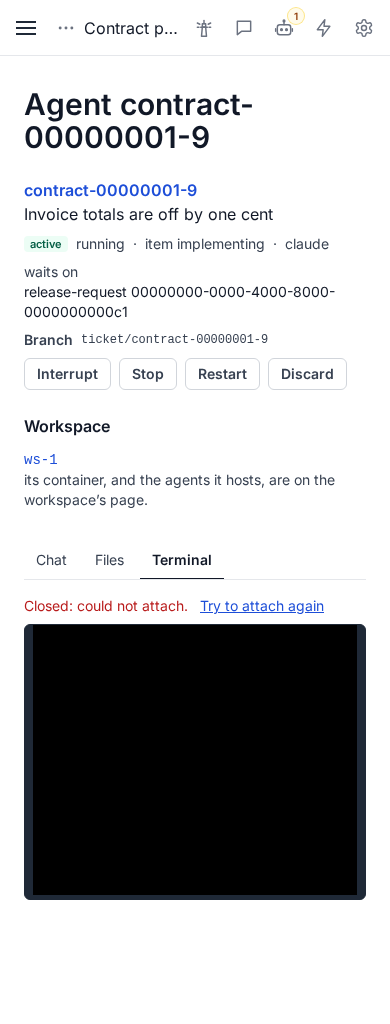 Contract p...
1
Agent contract-
00000001-9
contract-00000001-9
Invoice totals are off by one cent
active running · item implementing · claude
waits on
release-request 00000000-0000-4000-8000-
0000000000c1
Branch ticket/contract-00000001-9
Interrupt Stop Restart Discard
Workspace
ws-1
its container, and the agents it hosts, are on the
workspace’s page.
Chat Files Terminal
Closed: could not attach. Try to attach again